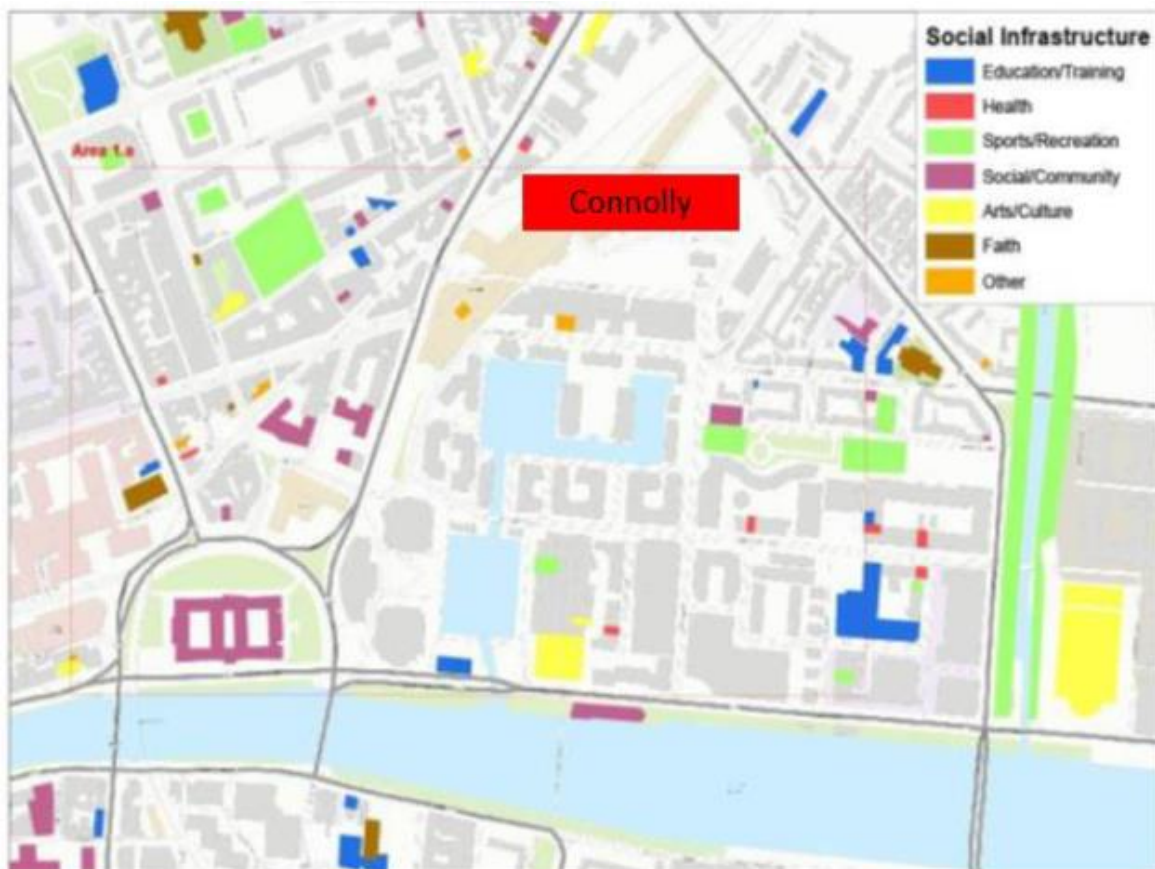 Social Infrastructure
Education/Training
Health
Sports/Recreation
Social/Community
Arts/Culture
Faith
Other
Area 1.a
Connolly